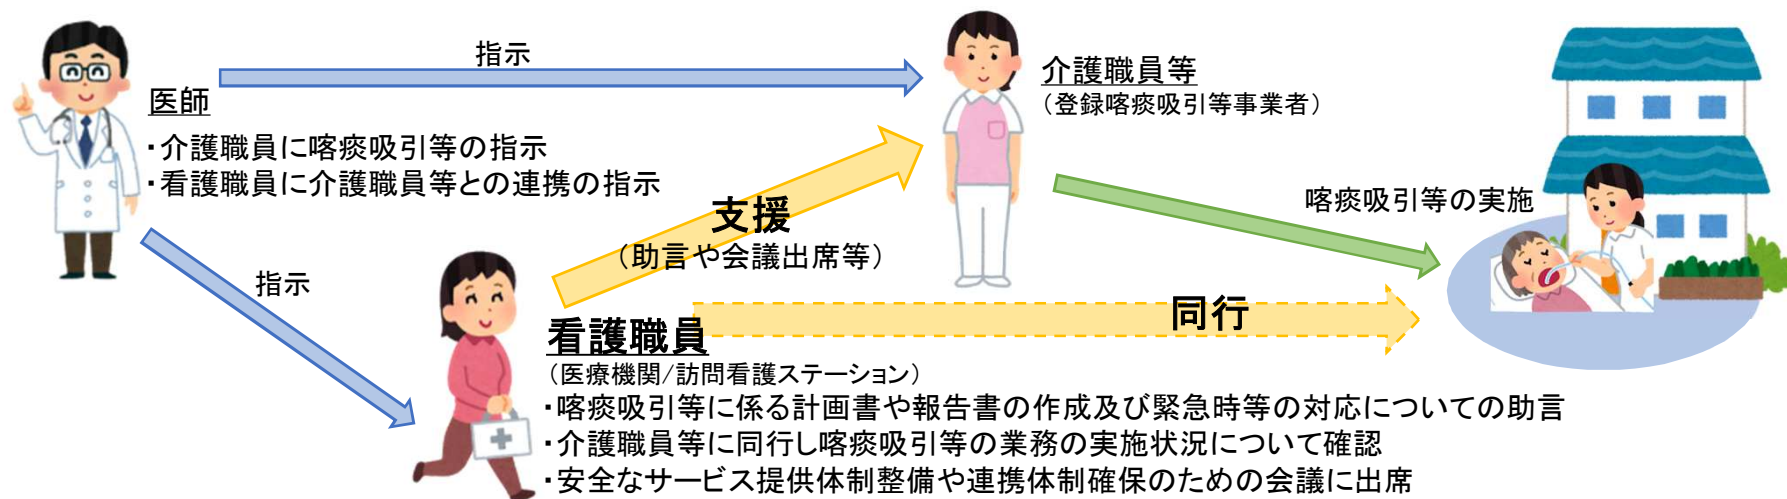 指示
医師
・介護職員に喀痰吸引等の指示
・看護職員に介護職員等との連携の指示
介護職員等
（登録喀痰吸引等事業者）
支援
（助言や会議出席等）
喀痰吸引等の実施
指示
同行
看護職員
（医療機関/訪問看護ステーション）
・喀痰吸引等に係る計画書や報告書の作成及び緊急時等の対応についての助言
・介護職員等に同行し喀痰吸引等の業務の実施状況について確認
・安全なサービス提供体制整備や連携体制確保のための会議に出席